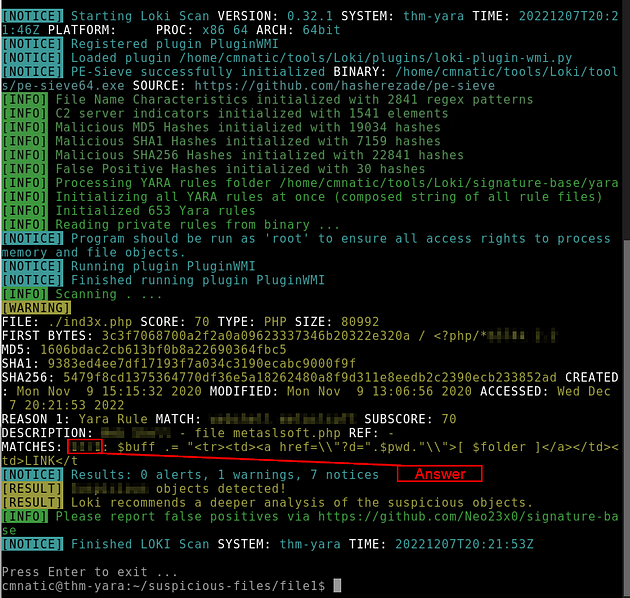 [NOTICE] Starting Loki Scan VERSION: 0.32.1 SYSTEM: thm-yara TIME: 20221207T20:2
1:46Z PLATFORM:     PROC: x86_64 ARCH: 64bit
[NOTICE] Registered plugin PluginWMI
[NOTICE] Loaded plugin /home/cmnatic/tools/Loki/plugins/loki-plugin-wmi.py
[NOTICE] PE-Sieve successfully initialized BINARY: /home/cmnatic/tools/Loki/tool
s/pe-sieve64.exe SOURCE: https://github.com/hasherezade/pe-sieve
[INFO] File Name Characteristics initialized with 2841 regex patterns
[INFO] C2 server indicators initialized with 1541 elements
[INFO] Malicious MD5 Hashes initialized with 19034 hashes
[INFO] Malicious SHA1 Hashes initialized with 7159 hashes
[INFO] Malicious SHA256 Hashes initialized with 22841 hashes
[INFO] False Positive Hashes initialized with 30 hashes
[INFO] Processing YARA rules folder /home/cmnatic/tools/Loki/signature-base/yara
[INFO] Initializing all YARA rules at once (composed string of all rule files)
[INFO] Initialized 653 Yara rules
[INFO] Reading private rules from binary ...
[NOTICE] Program should be run as 'root' to ensure all access rights to process
memory and file objects.
[NOTICE] Running plugin PluginWMI
[NOTICE] Finished running plugin PluginWMI
[INFO] Scanning . ...
[WARNING]
FILE: ./ind3x.php SCORE: 70 TYPE: PHP SIZE: 80992
FIRST BYTES: 3c3f7068700a2f2a0a09623337346b20322e320a / <?php/*
MD5: 1606bdac2cb613bf0b8a22690364fbc5
SHA1: 9383ed4ee7df17193f7a034c3190ecabc9000f9f
SHA256: 5479f8cd1375364770df36e5a18262480a8f9d311e8eedb2c2390ecb233852ad CREATED
: Mon Nov  9 15:15:32 2020 MODIFIED: Mon Nov  9 13:06:56 2020 ACCESSED: Wed Dec
 7 20:21:53 2022
REASON 1: Yara Rule MATCH: SUBSCORE: 70
DESCRIPTION: - file metaslsoft.php REF: -
MATCHES: : $buff .= "<tr><td><a href=\\"?d=".$pwd."\\">[ $folder ]</a></td><
td>LINK</t
[NOTICE] Results: 0 alerts, 1 warnings, 7 notices
Answer
[RESULT] objects detected!
[RESULT] Loki recommends a deeper analysis of the suspicious objects.
[INFO] Please report false positives via https://github.com/Neo23x0/signature-ba
se
[NOTICE] Finished LOKI Scan SYSTEM: thm-yara TIME: 20221207T20:21:53Z
Press Enter to exit ...
cmnatic@thm-yara:~/suspicious-files/file1$